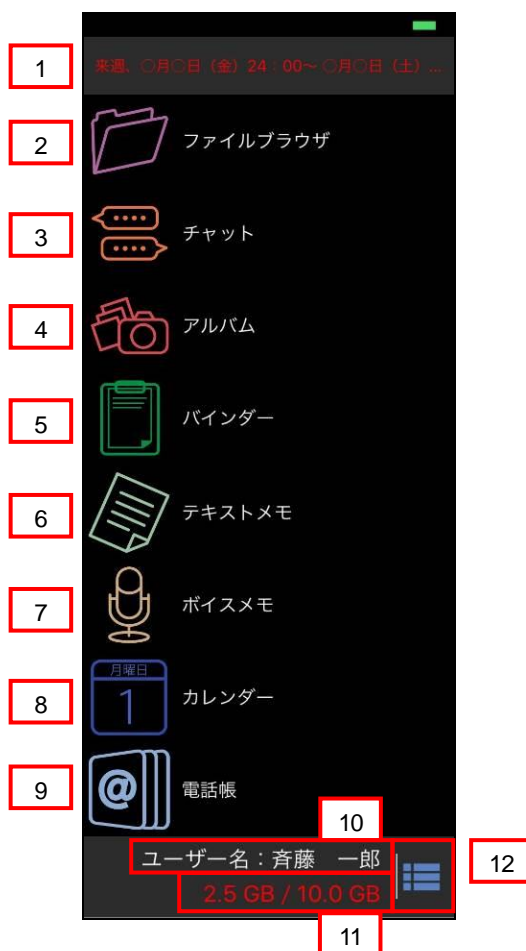 1
来週、○月○日（金）24：00～ ○月○日（土）...
2
ファイルブラウザ
3
チャット
4
アルバム
5
バインダー
6
テキストメモ
7
ボイスメモ
8
月曜日
1
カレンダー
9
@
電話帳
10
ユーザー名：斉藤　一郎
12
2.5 GB / 10.0 GB
11